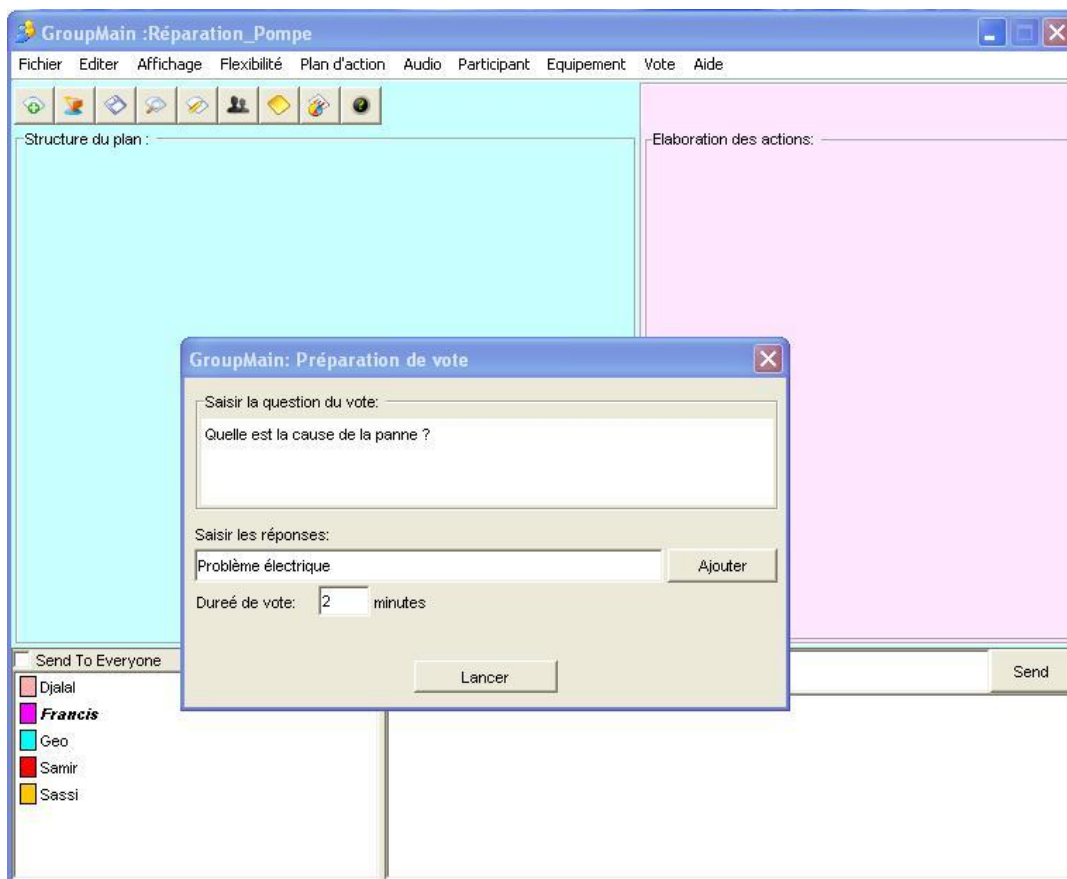 GroupMain :Réparation_Pompe
Fichier Editer Affichage Flexibilité Plan d'action Audio Participant Equipement Vote Aide
Structure du plan :
Elaboration des actions:
GroupMain: Préparation de vote
Saisir la question du vote:
Quelle est la cause de la panne ?
Saisir les réponses:
Problème électrique
Ajouter
Dureé de vote: 2 minutes
Lancer
Send To Everyone
Send
Djalal
Francis
Geo
Samir
Sassi